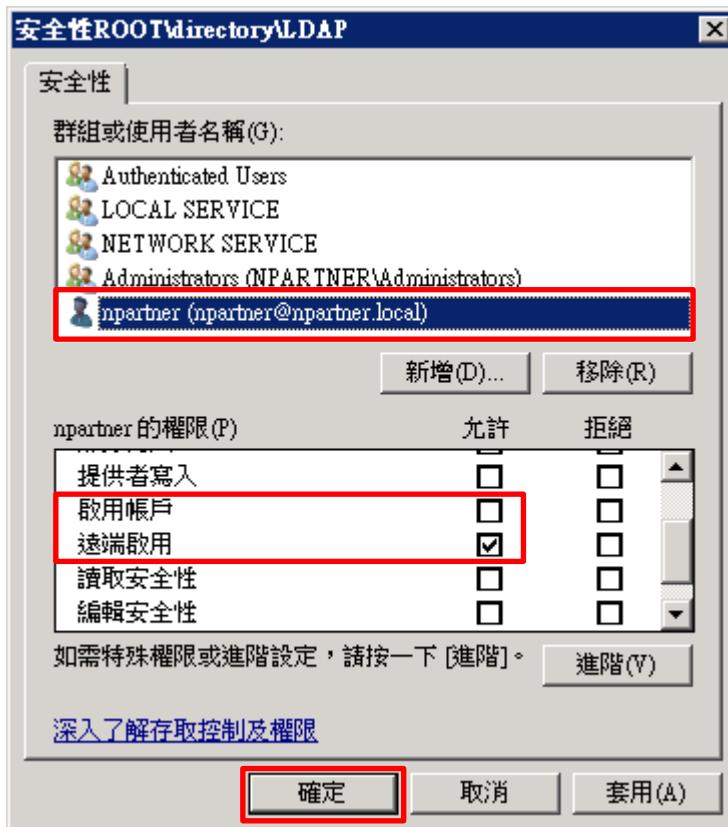 安全性ROOT\directory\LDAP
安全性
群組或使用者名稱(G):
Authenticated Users
LOCAL SERVICE
NETWORK SERVICE
Administrators (NPARTNER\Administrators)
npartner (npartner@npartner.local)
新增(D)... 移除(R)
npartner 的權限(P) 允許 拒絕
提供者寫入
啟用帳戶
遠端啟用
讀取安全性
編輯安全性
如需特殊權限或進階設定，請按一下 [進階]。 進階(V)
深入了解存取控制及權限
確定 取消 套用(A)